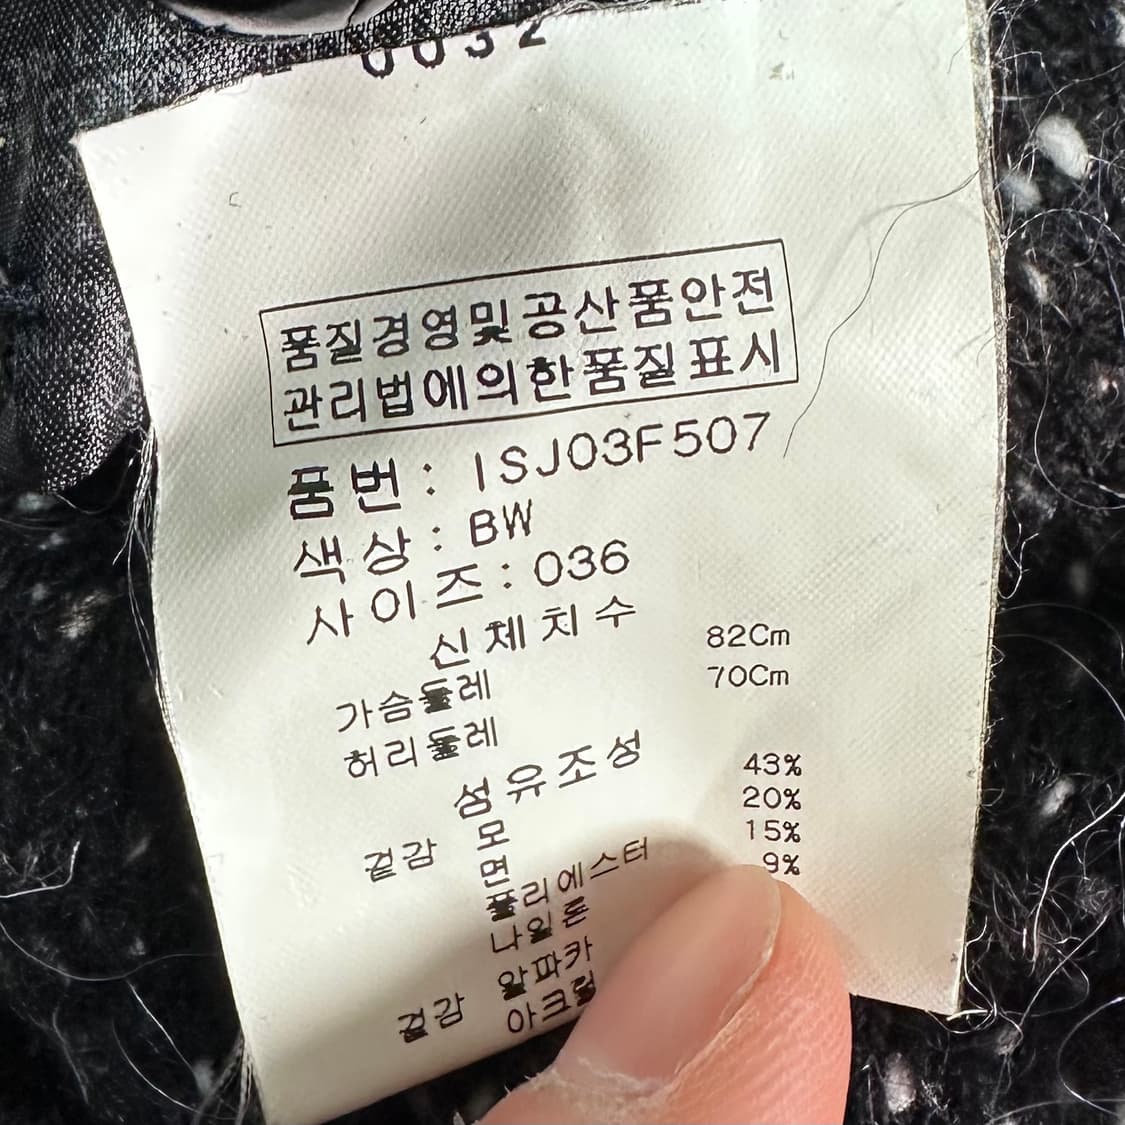 0032
품질경영및공산품안전
관리법에의한품질표시
품번 : ISJ03F507
색상 : BW
사이즈 : 036
신체치수
가슴둘레 82Cm
허리둘레 70Cm
섬유조성
겉감 모 43%
면 20%
폴리에스터 15%
나일론 9%
알파카
겉감 아크릴